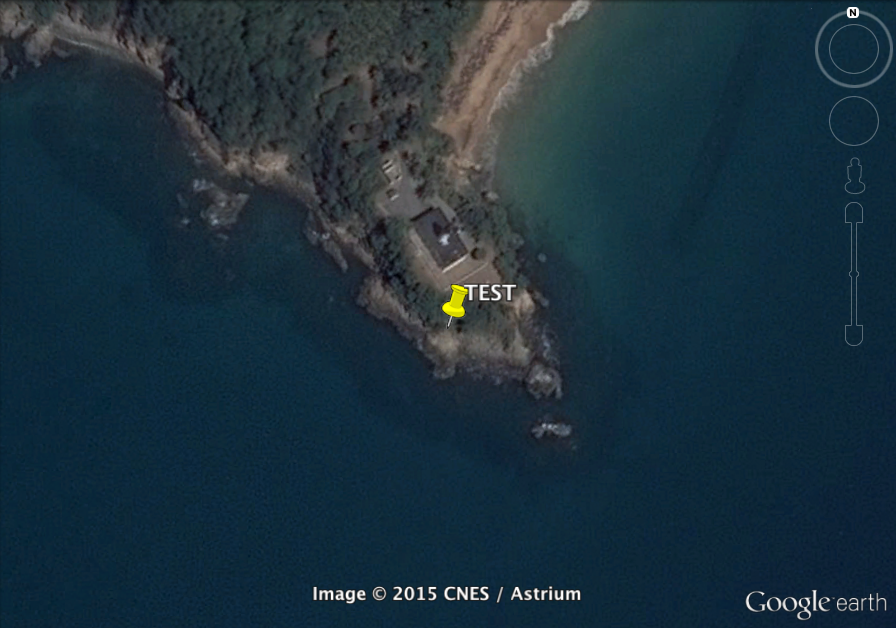 N
TEST
Image © 2015 CNES / Astrium
Google earth